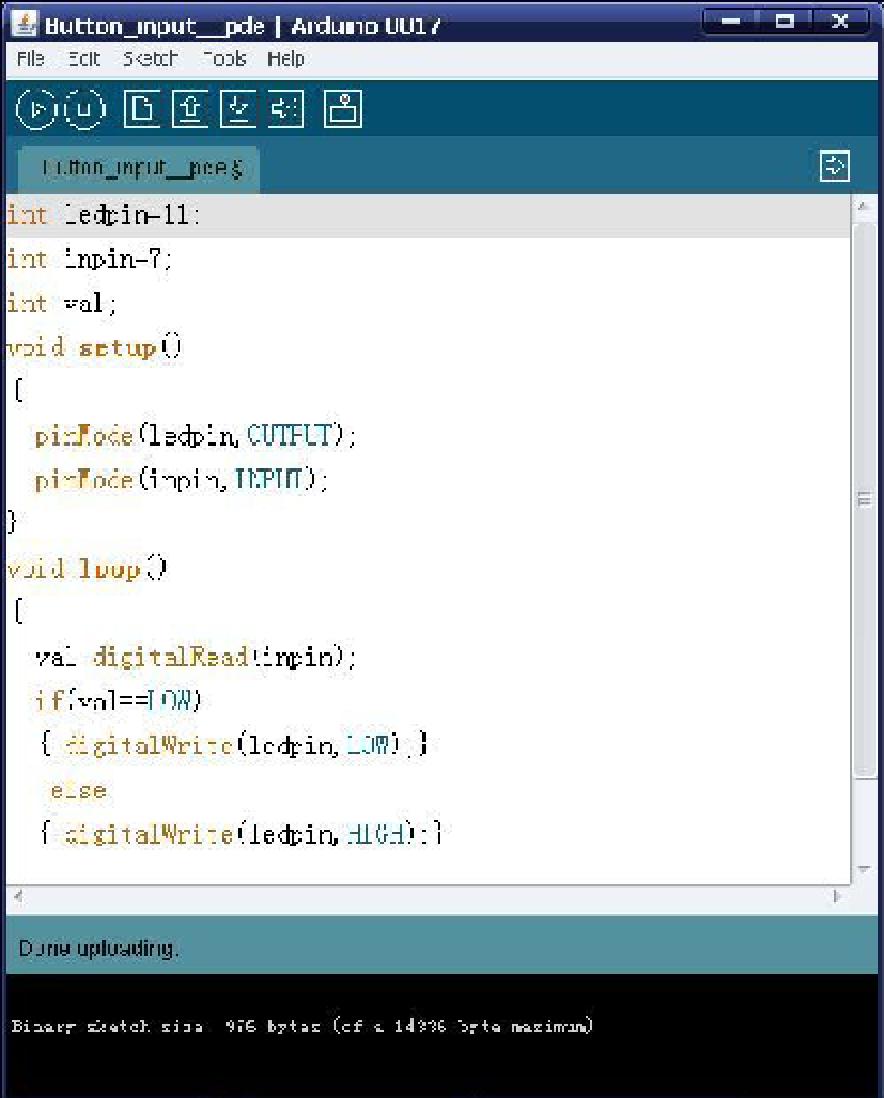 Button_input__pde | Arduino 0017
File Edit Sketch Tools Help
Button_input__pde §
int ledpin=11;
int inpin=7;
int val;
void setup()
{
pinMode(ledpin,OUTPUT);
pinMode(inpin,INPUT);
}
void loop()
{
val=digitalRead(inpin);
if(val==LOW)
{ digitalWrite(ledpin,LOW);}
else
{ digitalWrite(ledpin,HIGH);}
Done uploading.
Binary sketch size: bytes (of a 14336 byte maximum)